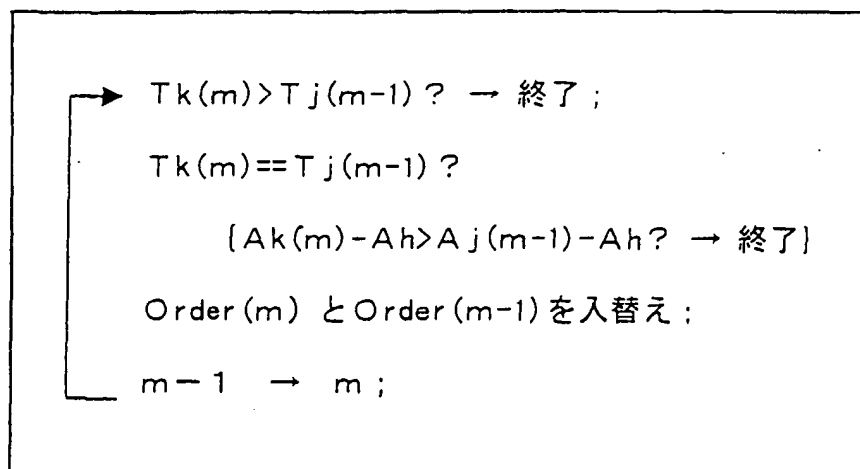 Tk(m)>Tj(m-1)? → 終了;
Tk(m)==Tj(m-1)?
{Ak(m)-Ah>Aj(m-1)-Ah? → 終了}
Order(m) とOrder(m-1)を入替え;
m-1 → m;